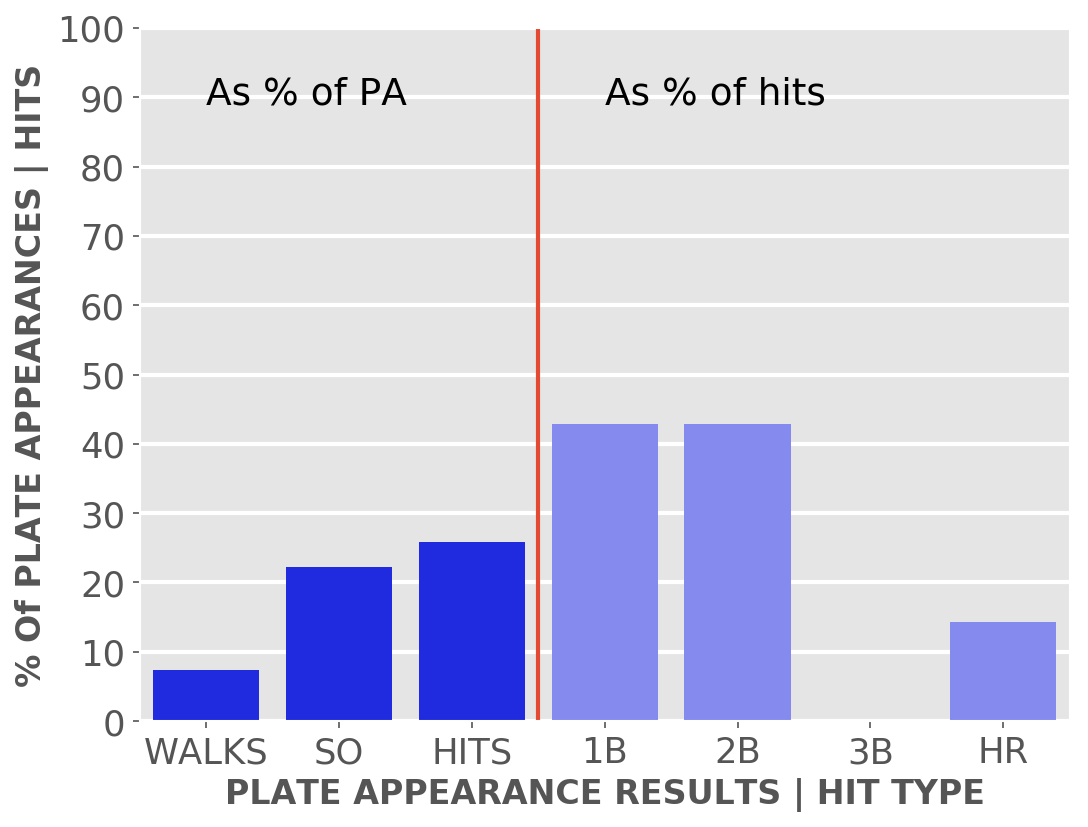 % Of PLATE APPEARANCES | HITS
100
90
80
70
60
50
40
30
20
10
0
As % of PA
As % of hits
WALKS SO HITS 1B 2B 3B HR
PLATE APPEARANCE RESULTS | HIT TYPE